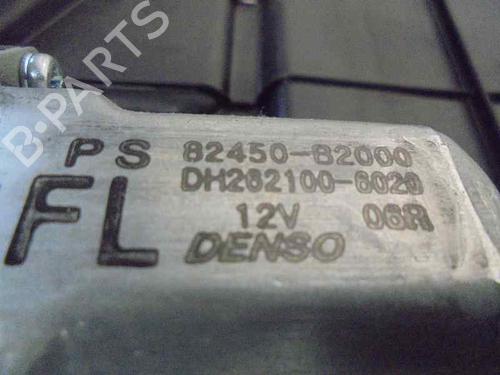 B-PARTS
PS 82450-B2000
DH262100-6020
FL 12V 06R
DENSO